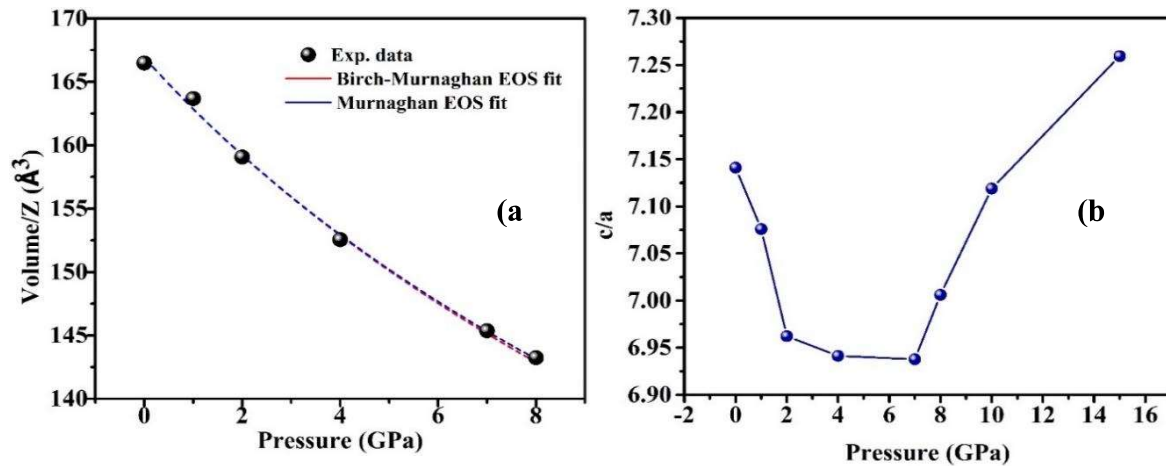 170
165
160
155
150
145
140
Volume/Z (Å3)
Exp. data
Birch-Murnaghan EOS fit
Murnaghan EOS fit
(a
0 2 4 6 8
Pressure (GPa)
7.30
7.25
7.20
7.15
7.10
7.05
7.00
6.95
6.90
c/a
(b
-2 0 2 4 6 8 10 12 14 16
Pressure (GPa)